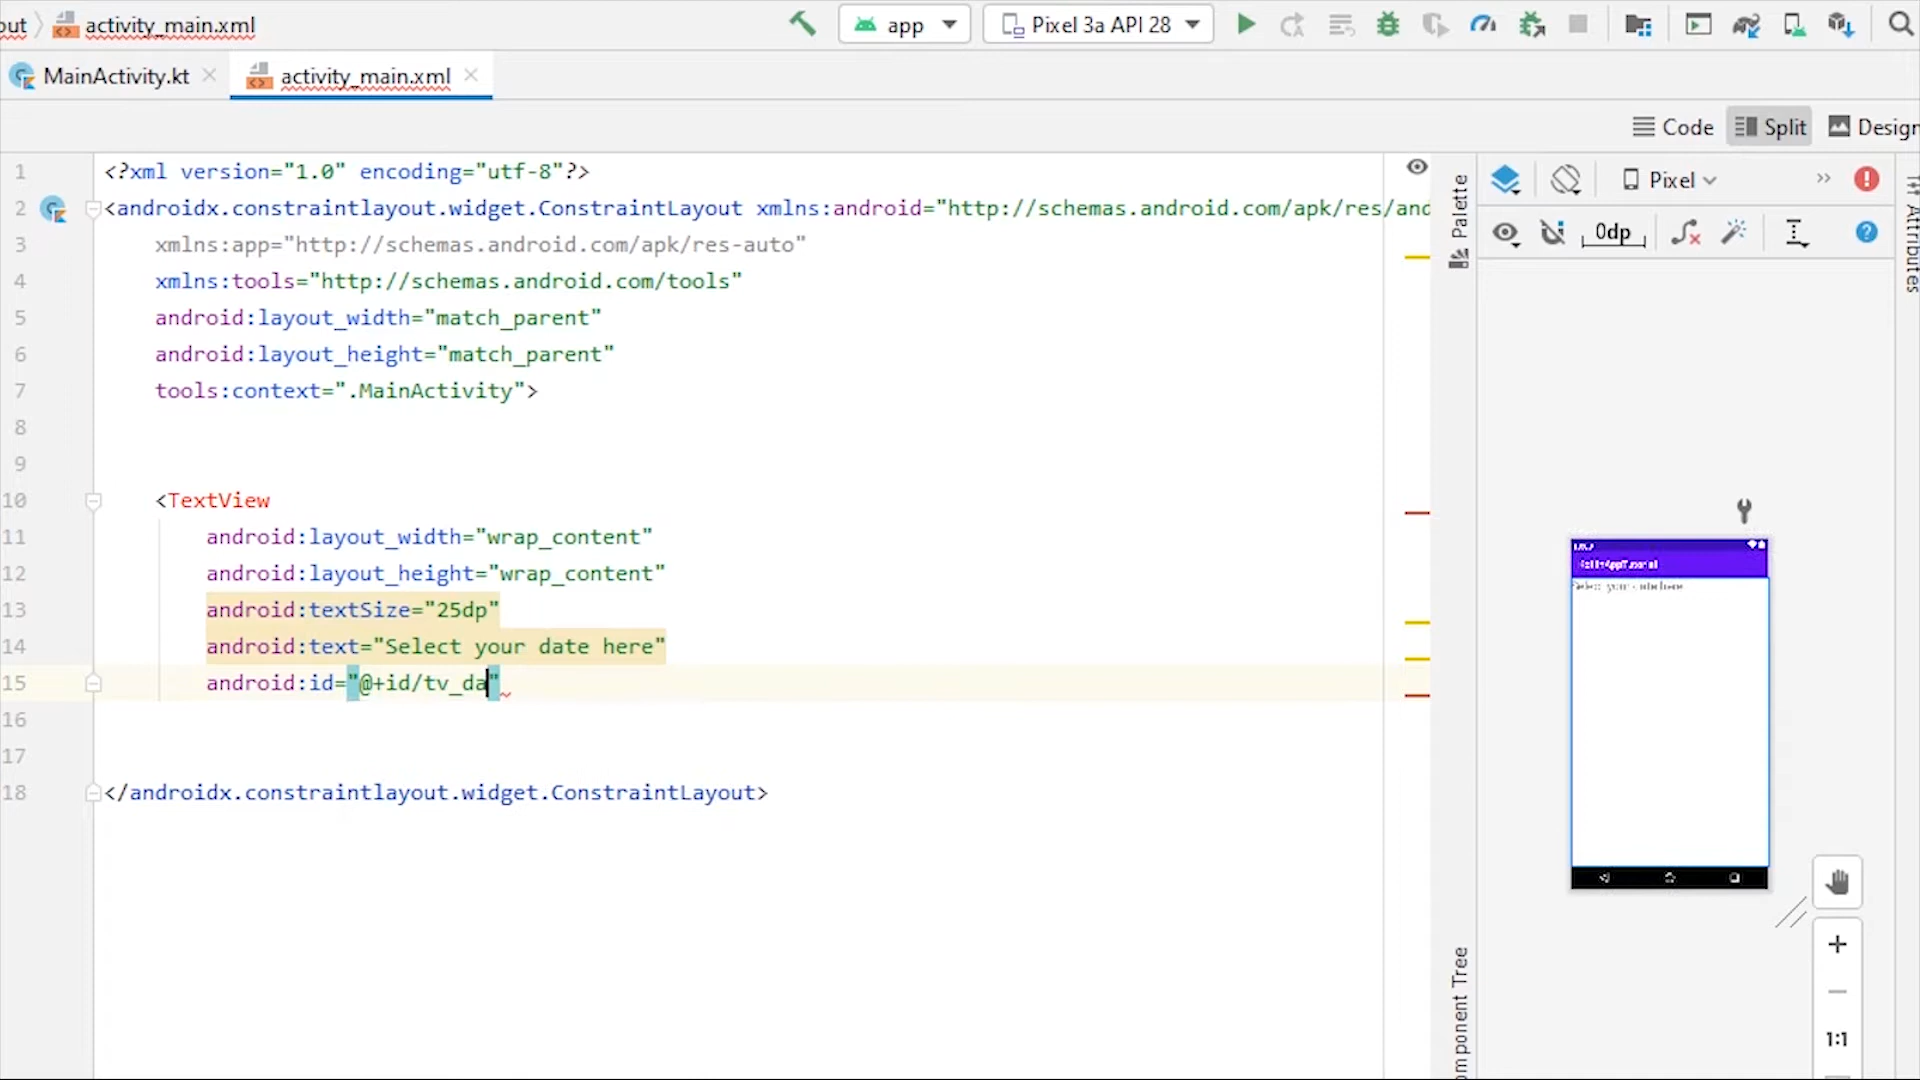 out activity_main.xml app Pixel 3a API 28
MainActivity.kt activity_main.xml
Code Split Design
1 <?xml version="1.0" encoding="utf-8"?>
2 <androidx.constraintlayout.widget.ConstraintLayout xmlns:android="http://schemas.android.com/apk/res/and
3 xmlns:app="http://schemas.android.com/apk/res-auto"
4 xmlns:tools="http://schemas.android.com/tools"
5 android:layout_width="match_parent"
6 android:layout_height="match_parent"
7 tools:context=".MainActivity">
8
9
10 <TextView
11 android:layout_width="wrap_content"
12 android:layout_height="wrap_content"
13 android:textSize="25dp"
14 android:text="Select your date here"
15 android:id="@+id/tv_da"
16
17
18 </androidx.constraintlayout.widget.ConstraintLayout>
Palette
Pixel
0dp
Attributes
Select your date here
omponent Tree
1:1